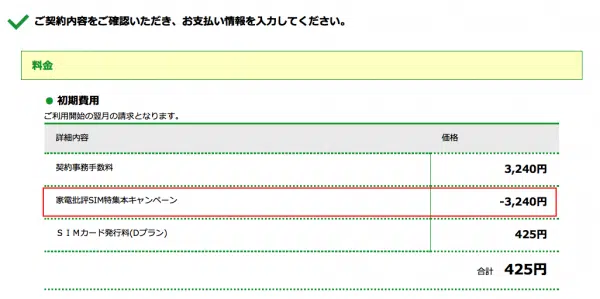 ご契約内容をご確認いただき、お支払い情報を入力してください。
料金
初期費用
ご利用開始の翌月の請求となります。
詳細内容 価格
契約事務手数料 3,240円
家電批評SIM特集本キャンペーン -3,240円
ＳＩＭカード発行料(Dプラン) 425円
合計 425円